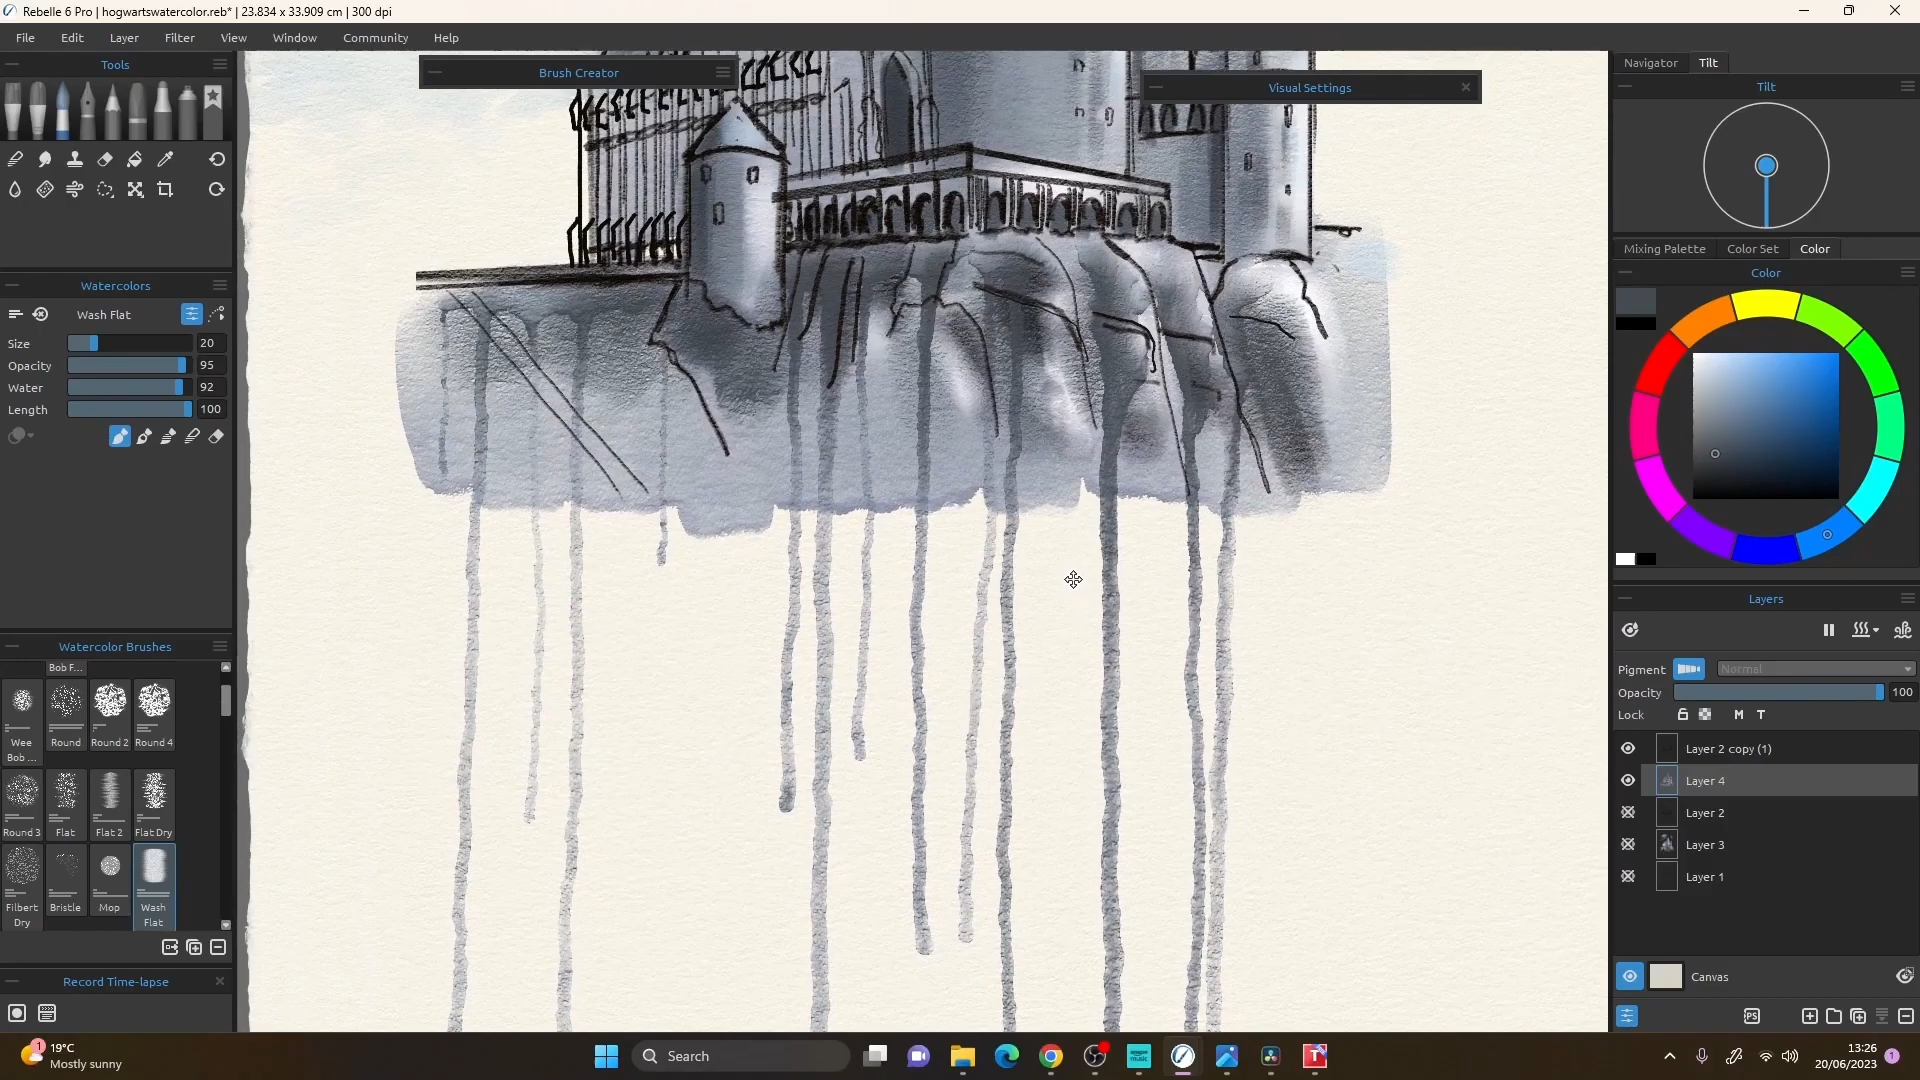 Rebelle 6 Pro | hogwartswatercolor.reb* | 23.834 x 33.909 cm | 300 dpi
File Edit Layer Filter View Window Community Help
Tools
Brush Creator
Visual Settings
Navigator Tilt
Tilt
Mixing Palette Color Set Color
Color
Watercolors
Wash Flat
Size 20
Opacity 95
Water 92
Length 100
Watercolor Brushes
Bob F...
Wee Bob ...
Round
Round 2
Round 4
Round 3
Flat
Flat 2
Flat Dry
Filbert Dry
Bristle
Mop
Wash Flat
Record Time-lapse
Layers
Pigment Normal
Opacity 100
Lock M T
Layer 2 copy (1)
Layer 4
Layer 2
Layer 3
Layer 1
Canvas
PS
1
19°C
Mostly sunny
Search
amazon music
T
13:26
20/06/2023
1